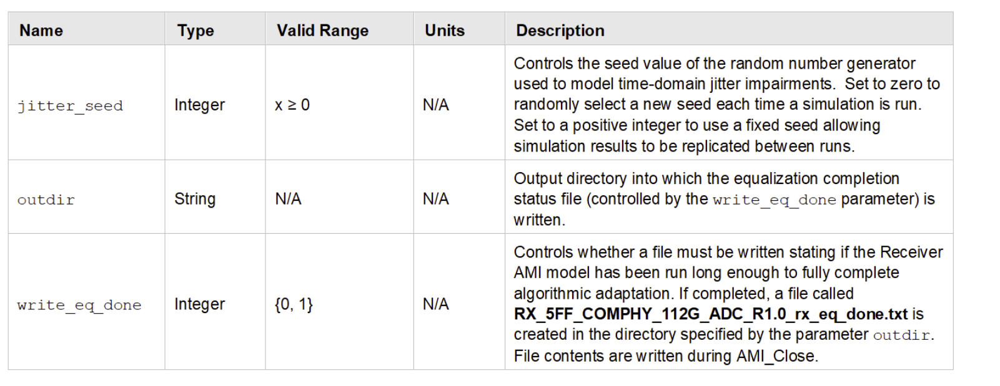 Name Type Valid Range Units Description
Controls the seed value of the random number generator
used to model time-domain jitter impairments.  Set to zero to
jitter_seed Integer x ≥ 0 N/A randomly select a new seed each time a simulation is run.
Set to a positive integer to use a fixed seed allowing
simulation results to be replicated between runs.
Output directory into which the equalization completion
outdir String N/A N/A status file (controlled by the write_eq_done parameter) is
written.
Controls whether a file must be written stating if the Receiver
AMI model has been run long enough to fully complete
algorithmic adaptation. If completed, a file called
write_eq_done Integer {0, 1} N/A RX_5FF_COMPHY_112G_ADC_R1.0_rx_eq_done.txt is
created in the directory specified by the parameter outdir.
File contents are written during AMI_Close.